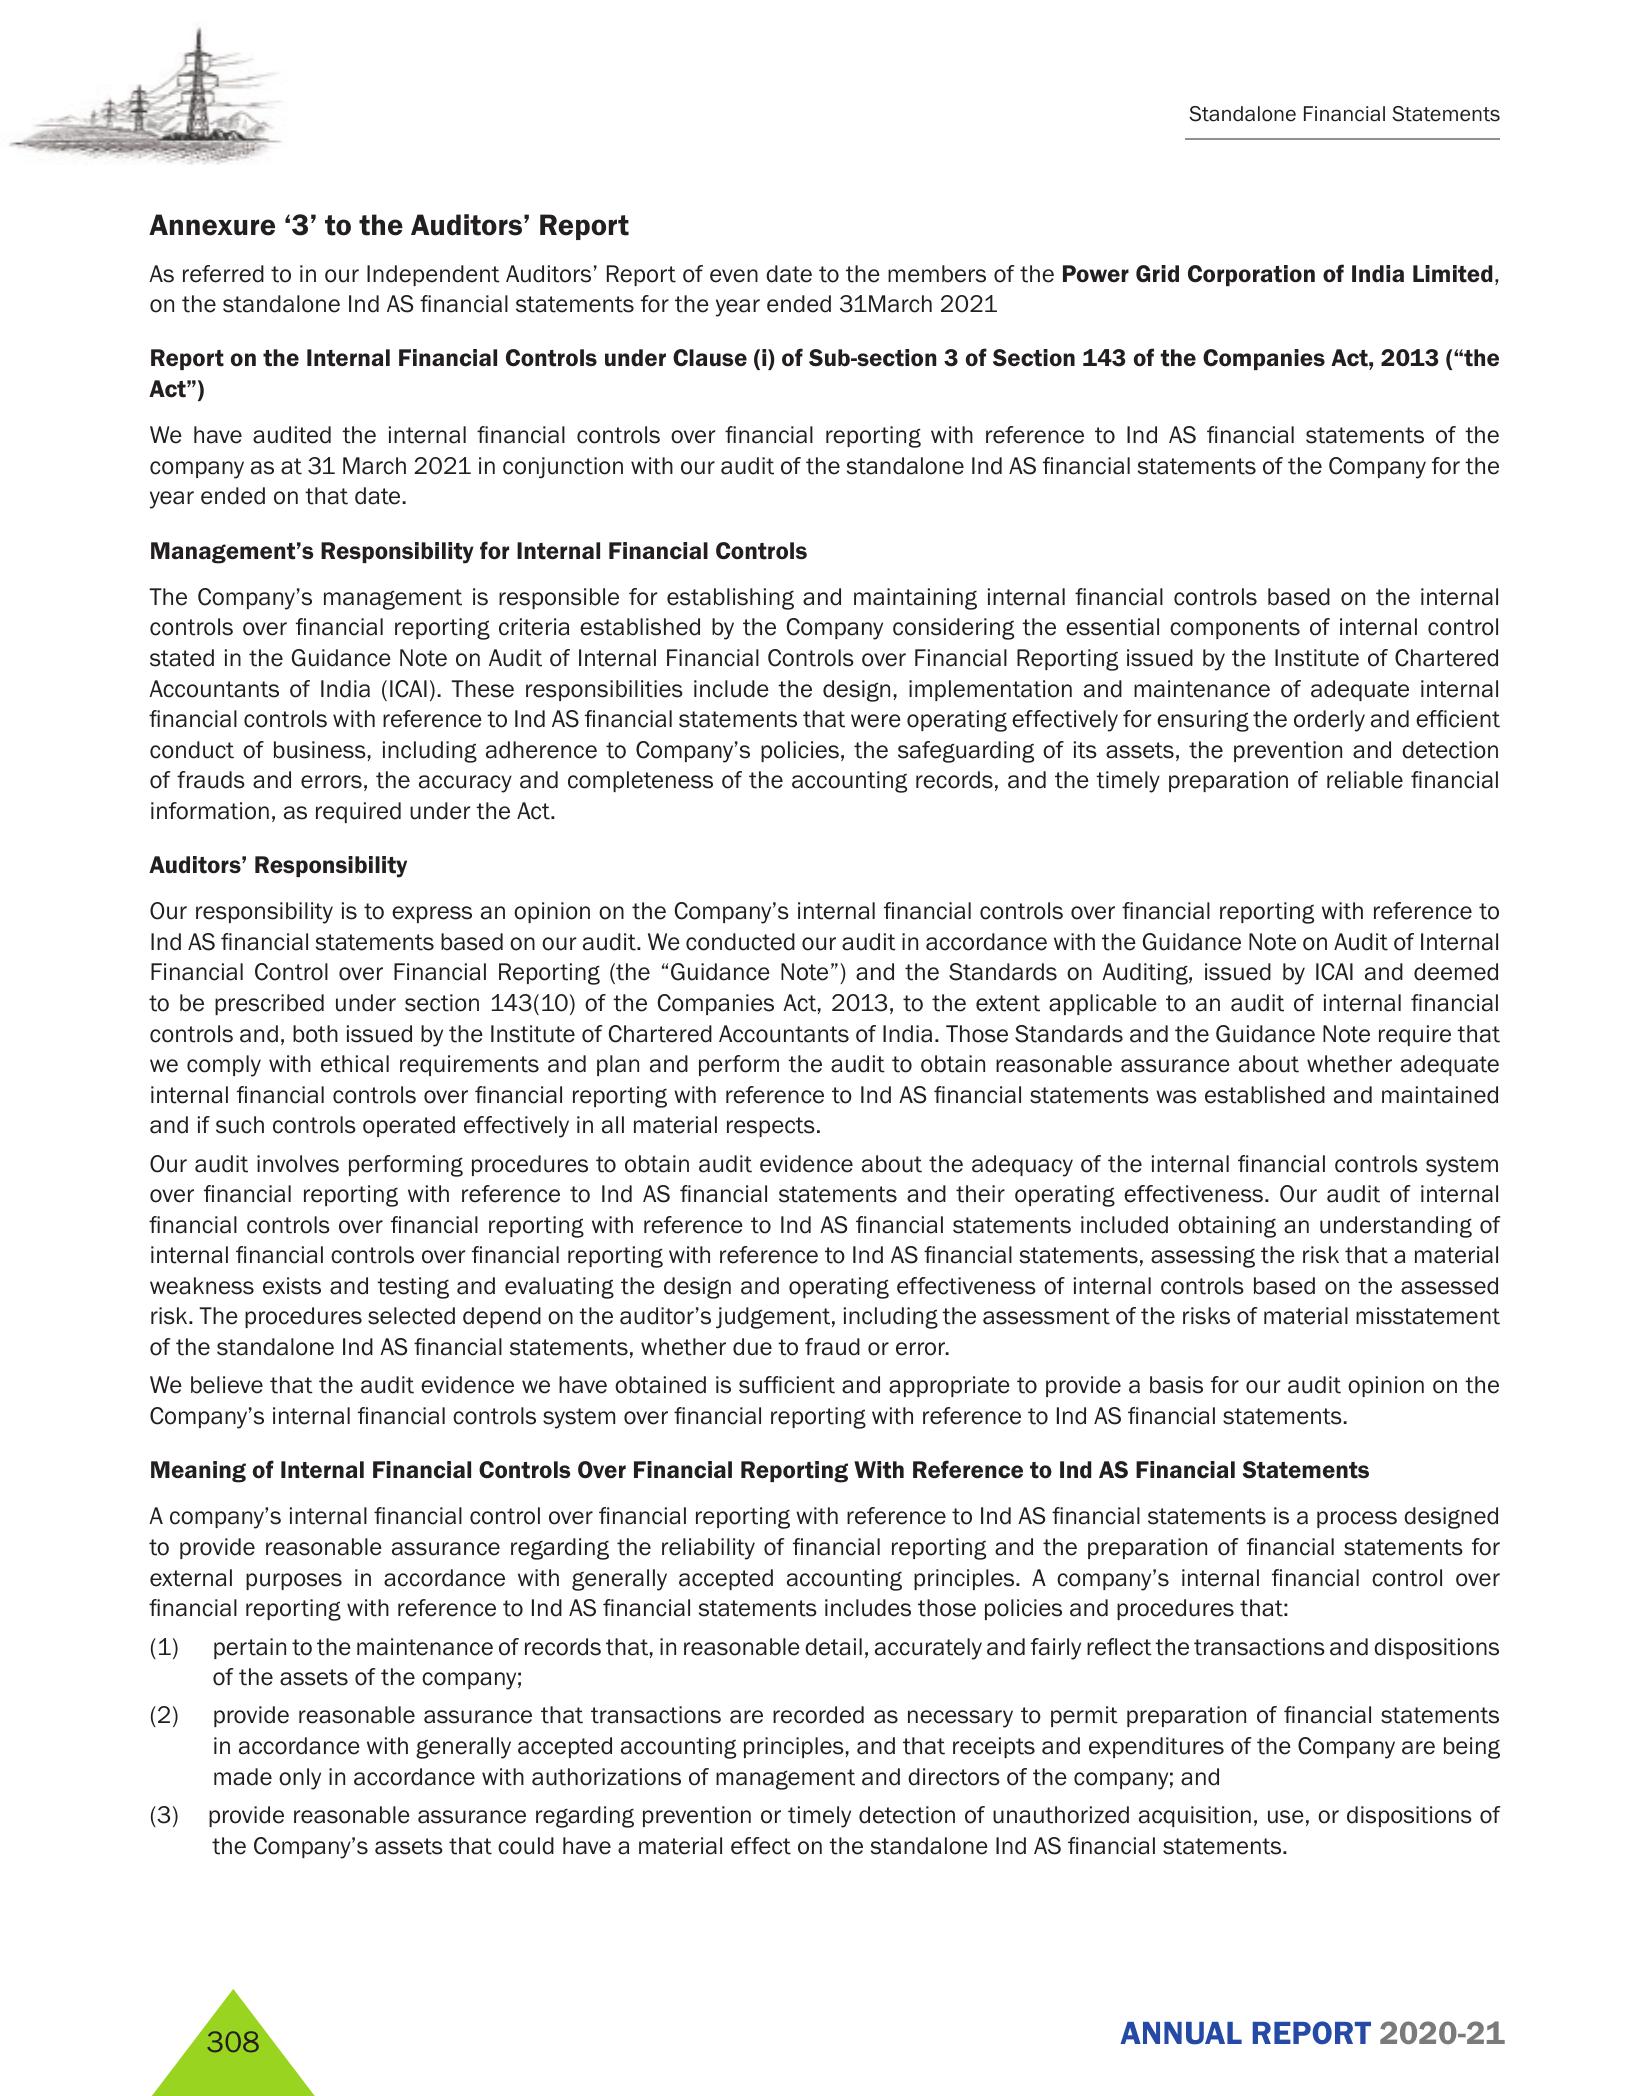 Standalone Financial Statements
Annexure ‘3’ to the Auditors’ Report
As referred to in our Independent Auditors’ Report of even date to the members of the Power Grid Corporation of India Limited,
on the standalone Ind AS financial statements for the year ended 31March 2021
Report on the Internal Financial Controls under Clause (i) of Sub-section 3 of Section 143 of the Companies Act, 2013 (“the
Act”)
We have audited the internal financial controls over financial reporting with reference to Ind AS financial statements of the
company as at 31 March 2021 in conjunction with our audit of the standalone Ind AS financial statements of the Company for the
year ended on that date.
Management’s Responsibility for Internal Financial Controls
The Company’s management is responsible for establishing and maintaining internal financial controls based on the internal
controls over financial reporting criteria established by the Company considering the essential components of internal control
stated in the Guidance Note on Audit of Internal Financial Controls over Financial Reporting issued by the Institute of Chartered
Accountants of India (ICAI). These responsibilities include the design, implementation and maintenance of adequate internal
financial controls with reference to Ind AS financial statements that were operating effectively for ensuring the orderly and efficient
conduct of business, including adherence to Company’s policies, the safeguarding of its assets, the prevention and detection
of frauds and errors, the accuracy and completeness of the accounting records, and the timely preparation of reliable financial
information, as required under the Act.
Auditors’ Responsibility
Our responsibility is to express an opinion on the Company’s internal financial controls over financial reporting with reference to
Ind AS financial statements based on our audit. We conducted our audit in accordance with the Guidance Note on Audit of Internal
Financial Control over Financial Reporting (the “Guidance Note”) and the Standards on Auditing, issued by ICAI and deemed
to be prescribed under section 143(10) of the Companies Act, 2013, to the extent applicable to an audit of internal financial
controls and, both issued by the Institute of Chartered Accountants of India. Those Standards and the Guidance Note require that
we comply with ethical requirements and plan and perform the audit to obtain reasonable assurance about whether adequate
internal financial controls over financial reporting with reference to Ind AS financial statements was established and maintained
and if such controls operated effectively in all material respects.
Our audit involves performing procedures to obtain audit evidence about the adequacy of the internal financial controls system
over financial reporting with reference to Ind AS financial statements and their operating effectiveness. Our audit of internal
financial controls over financial reporting with reference to Ind AS financial statements included obtaining an understanding of
internal financial controls over financial reporting with reference to Ind AS financial statements, assessing the risk that a material
weakness exists and testing and evaluating the design and operating effectiveness of internal controls based on the assessed
risk. The procedures selected depend on the auditor’s judgement, including the assessment of the risks of material misstatement
of the standalone Ind AS financial statements, whether due to fraud or error.
We believe that the audit evidence we have obtained is sufficient and appropriate to provide a basis for our audit opinion on the
Company’s internal financial controls system over financial reporting with reference to Ind AS financial statements.
Meaning of Internal Financial Controls Over Financial Reporting With Reference to Ind AS Financial Statements
A company’s internal financial control over financial reporting with reference to Ind AS financial statements is a process designed
to provide reasonable assurance regarding the reliability of financial reporting and the preparation of financial statements for
external purposes in accordance with generally accepted accounting principles. A company’s internal financial control over
financial reporting with reference to Ind AS financial statements includes those policies and procedures that:
(1) pertain to the maintenance of records that, in reasonable detail, accurately and fairly reflect the transactions and dispositions
of the assets of the company;
(2) provide reasonable assurance that transactions are recorded as necessary to permit preparation of financial statements
in accordance with generally accepted accounting principles, and that receipts and expenditures of the Company are being
made only in accordance with authorizations of management and directors of the company; and
(3) provide reasonable assurance regarding prevention or timely detection of unauthorized acquisition, use, or dispositions of
the Company’s assets that could have a material effect on the standalone Ind AS financial statements.
308
ANNUAL REPORT 2020-21